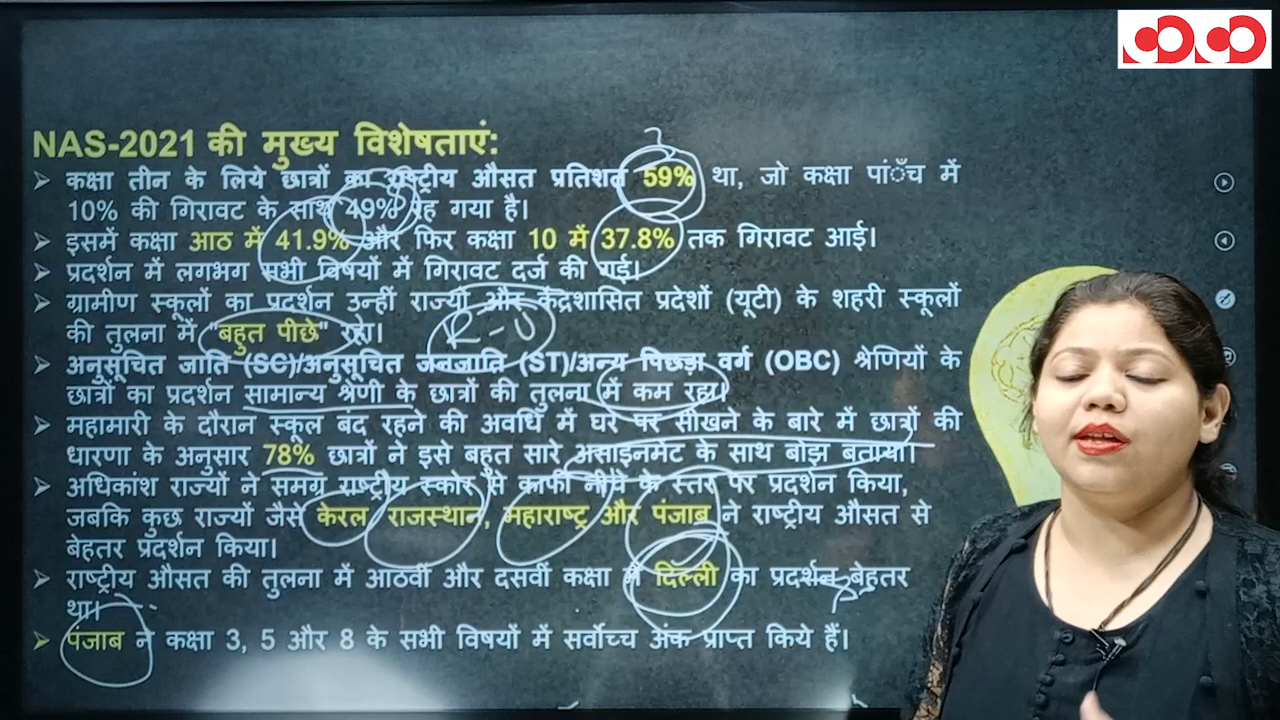 NAS-2021 की मुख्य विशेषताएं:
➤ कक्षा तीन के लिये छात्रों का राष्ट्रीय औसत प्रतिशत 59% था, जो कक्षा पांँच में
10% की गिरावट के साथ 49% रह गया है।
➤ इसमें कक्षा आठ में 41.9% और फिर कक्षा 10 में 37.8% तक गिरावट आई।
➤ प्रदर्शन में लगभग सभी विषयों में गिरावट दर्ज की गई।
➤ ग्रामीण स्कूलों का प्रदर्शन उन्हीं राज्यों और केंद्रशासित प्रदेशों (यूटी) के शहरी स्कूलों
की तुलना में "बहुत पीछे" रहा।
R-U
➤ अनुसूचित जाति (SC)/अनुसूचित जनजाति (ST)/अन्य पिछड़ा वर्ग (OBC) श्रेणियों के
छात्रों का प्रदर्शन सामान्य श्रेणी के छात्रों की तुलना में कम रहा।
➤ महामारी के दौरान स्कूल बंद रहने की अवधि में घर पर सीखने के बारे में छात्रों की
धारणा के अनुसार 78% छात्रों ने इसे बहुत सारे असाइनमेंट के साथ बोझ बताया।
➤ अधिकांश राज्यों ने समग्र राष्ट्रीय स्कोर से काफी नीचे के स्तर पर प्रदर्शन किया,
जबकि कुछ राज्यों जैसे केरल राजस्थान, महाराष्ट्र और पंजाब ने राष्ट्रीय औसत से
बेहतर प्रदर्शन किया।
➤ राष्ट्रीय औसत की तुलना में आठवीं और दसवीं कक्षा में दिल्ली का प्रदर्शन बेहतर
था।
➤ पंजाब ने कक्षा 3, 5 और 8 के सभी विषयों में सर्वोच्च अंक प्राप्त किये हैं।